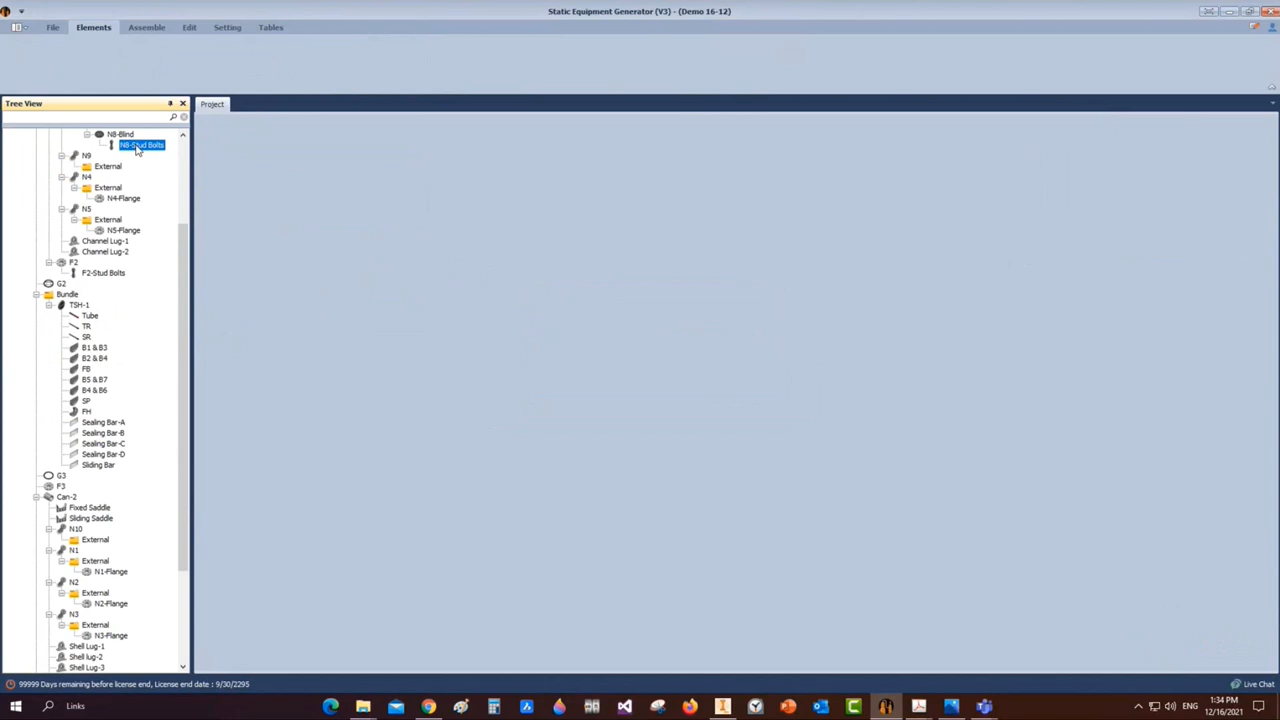 Static Equipment Generator (V3) - (Demo 16-12)
File Elements Assemble Edit Setting Tables
Tree View
Project
N8-Blind
N8-Stud Bolts
N9
External
N4
External
N4-Flange
N5
External
N5-Flange
Channel Lug-1
Channel Lug-2
F2
F2-Stud Bolts
G2
Bundle
TSH-1
Tube
TR
SR
B1 & B3
B2 & B4
FB
B5 & B7
B4 & B6
SP
FH
Sealing Bar-A
Sealing Bar-B
Sealing Bar-C
Sealing Bar-D
Sliding Bar
G3
F3
Can-2
Fixed Saddle
Sliding Saddle
N10
External
N1
External
N1-Flange
N2
External
N2-Flange
N3
External
N3-Flange
Shell Lug-1
Shell lug-2
Shell Lug-3
99999 Days remaining before license end, License end date : 9/30/2295
Live Chat
Links
ENG
1:34 PM
12/16/2021